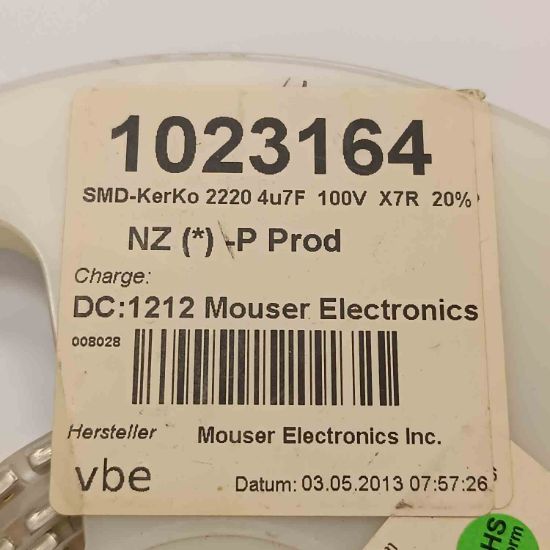 1023164
SMD-KerKo 2220 4u7F 100V X7R 20%
NZ (*) -P Prod
Charge:
DC:1212 Mouser Electronics
008028
Hersteller Mouser Electronics Inc.
vbe Datum: 03.05.2013 07:57:26